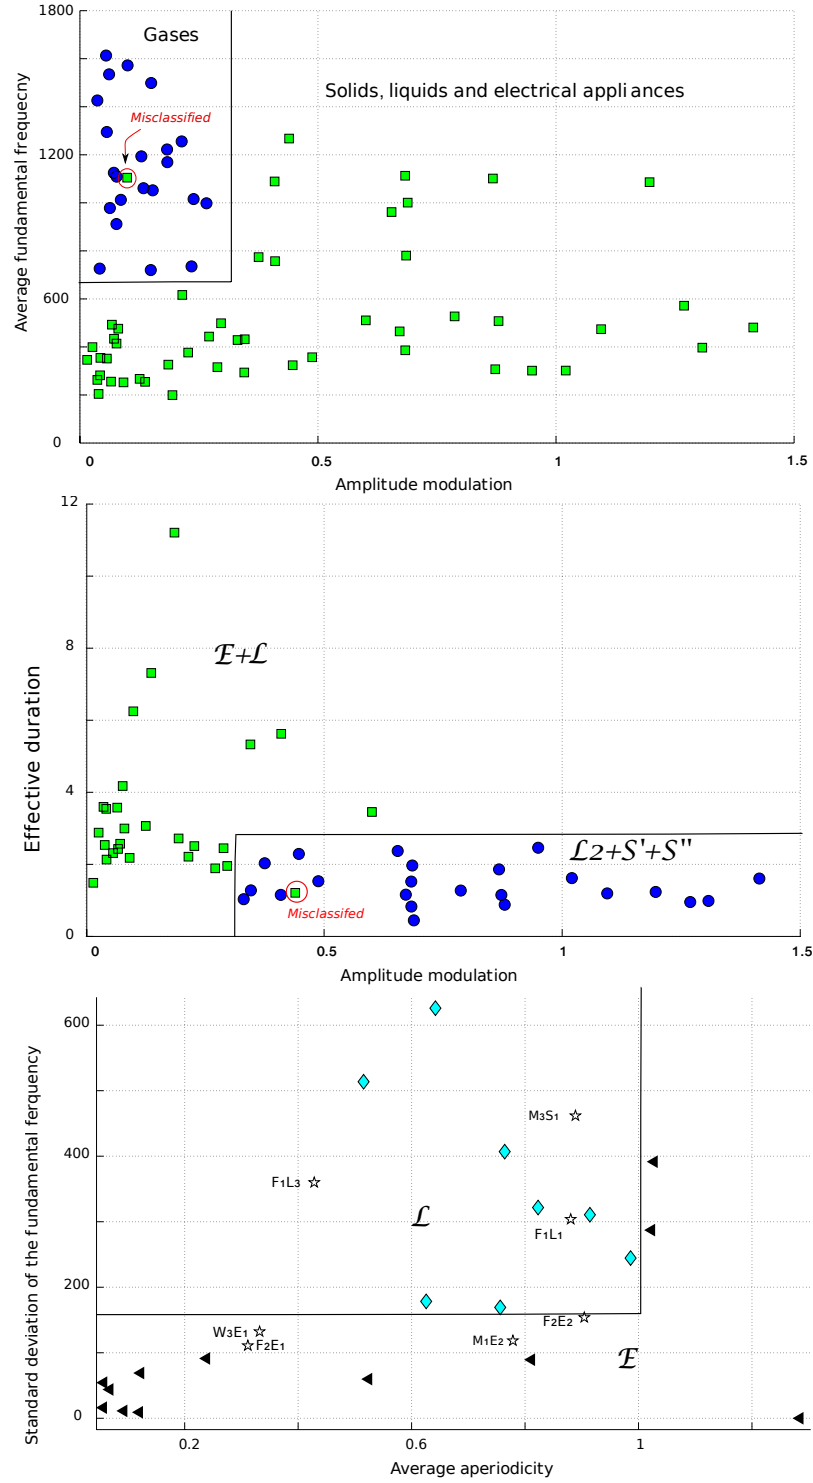 1800
Gases
Solids, liquids and electrical appliances
Misclassified
1200
600
0
Average fundamental frequecny
0 0.5 1 1.5
Amplitude modulation
12
ℰ+ℒ
8
4
ℒ2+S'+S''
Misclassifed
0
Effective duration
0 0.5 1 1.5
Amplitude modulation
600
M3S1
400
F1L3
ℒ
F1L1
200
F2E2
W3E1
F2E1
M1E2
ℰ
0
Standard deviation of the fundamental ferquency
0.2 0.6 1
Average aperiodicity